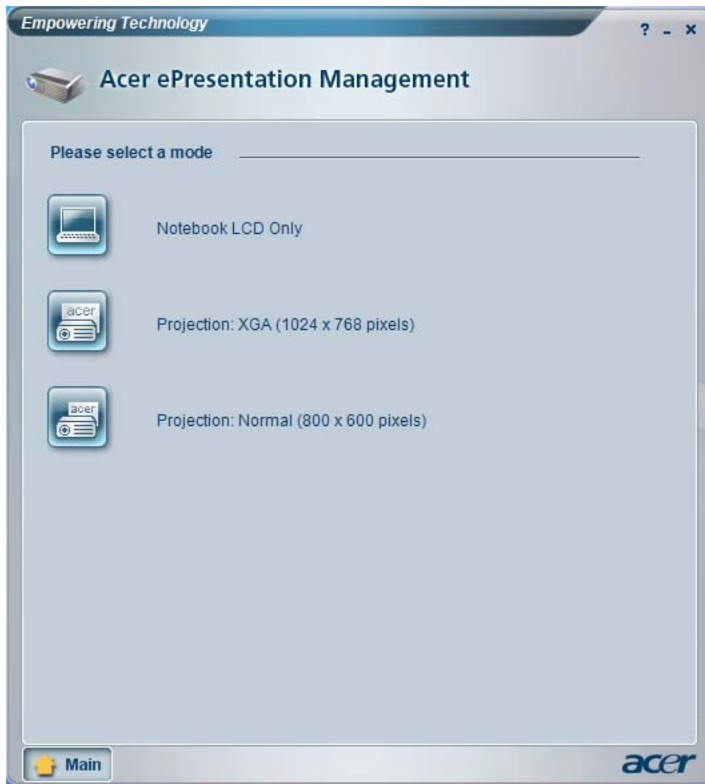 Empowering Technology
? - ×
Acer ePresentation Management
Please select a mode
Notebook LCD Only
acer
Projection: XGA (1024 x 768 pixels)
acer
Projection: Normal (800 x 600 pixels)
Main
acer